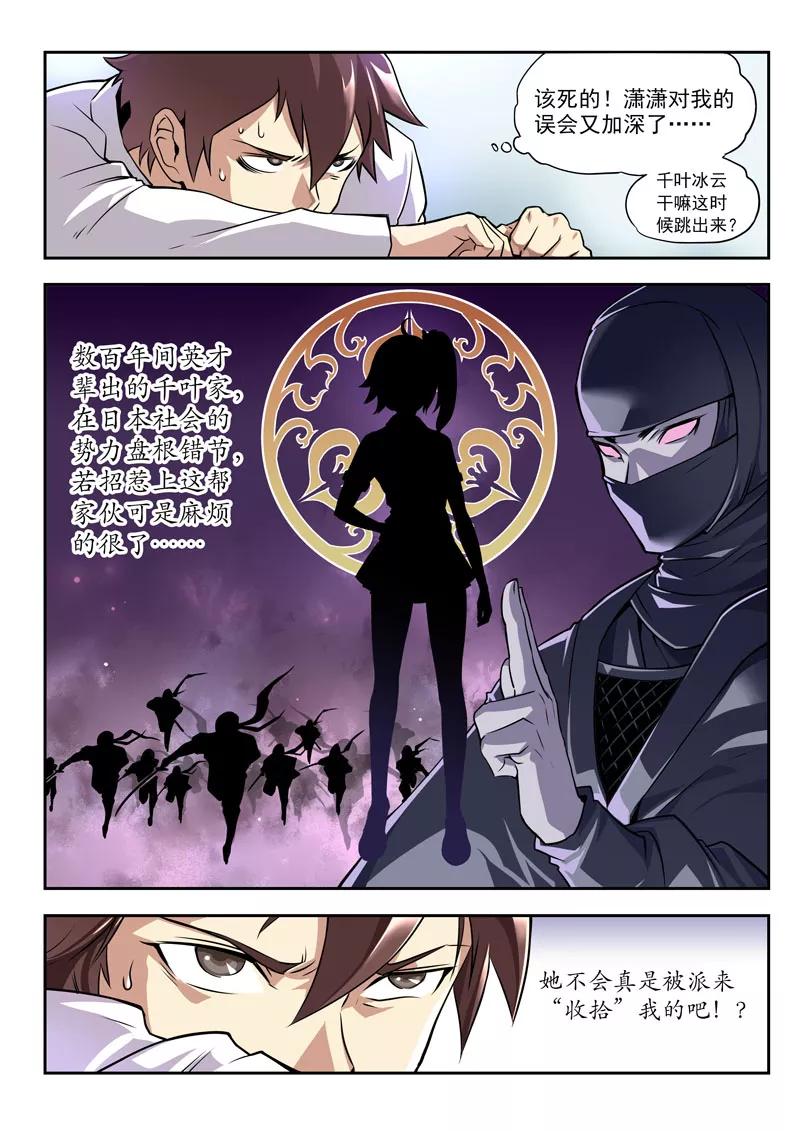 该死的！潇潇对我的
误会又加深了……
千叶冰云
干嘛这时
候跳出来？
数百年间英才
辈出的千叶家，
在日本社会的
势力盘根错节，
若招惹上这帮
家伙可是麻烦
的很了……
她不会真是被派来
“收拾”我的吧！？